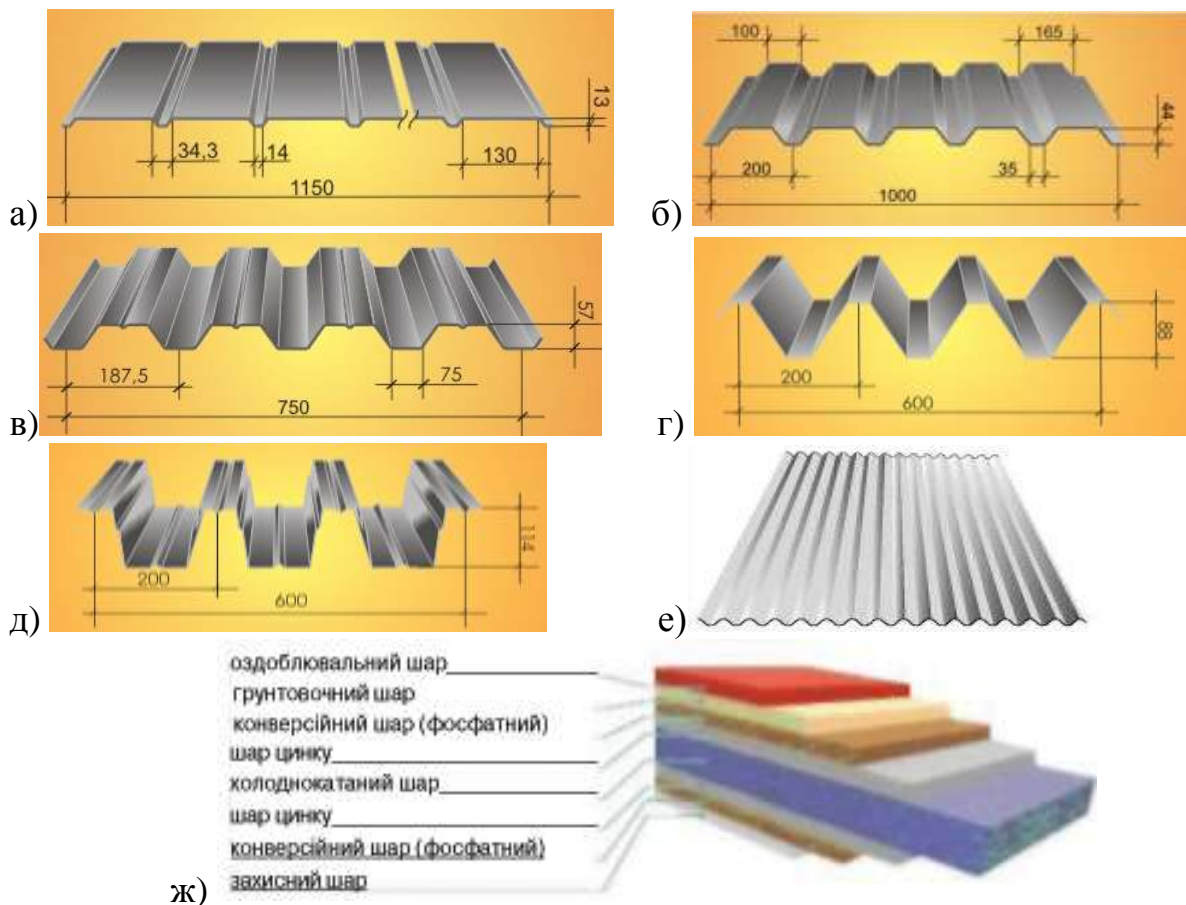 100
165
13
44
34,3
14
130
200
35
1150
1000
а)
б)
57
88
187,5
75
200
750
600
в)
г)
114
200
600
д)
е)
оздоблювальний шар
грунтовочний шар
конверсійний шар (фосфатний)
шар цинку
холоднокатаний шар
шар цинку
конверсійний шар (фосфатний)
захисний шар
ж)